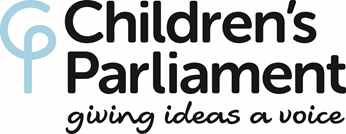 Children's
Parliament
giving ideas a voice